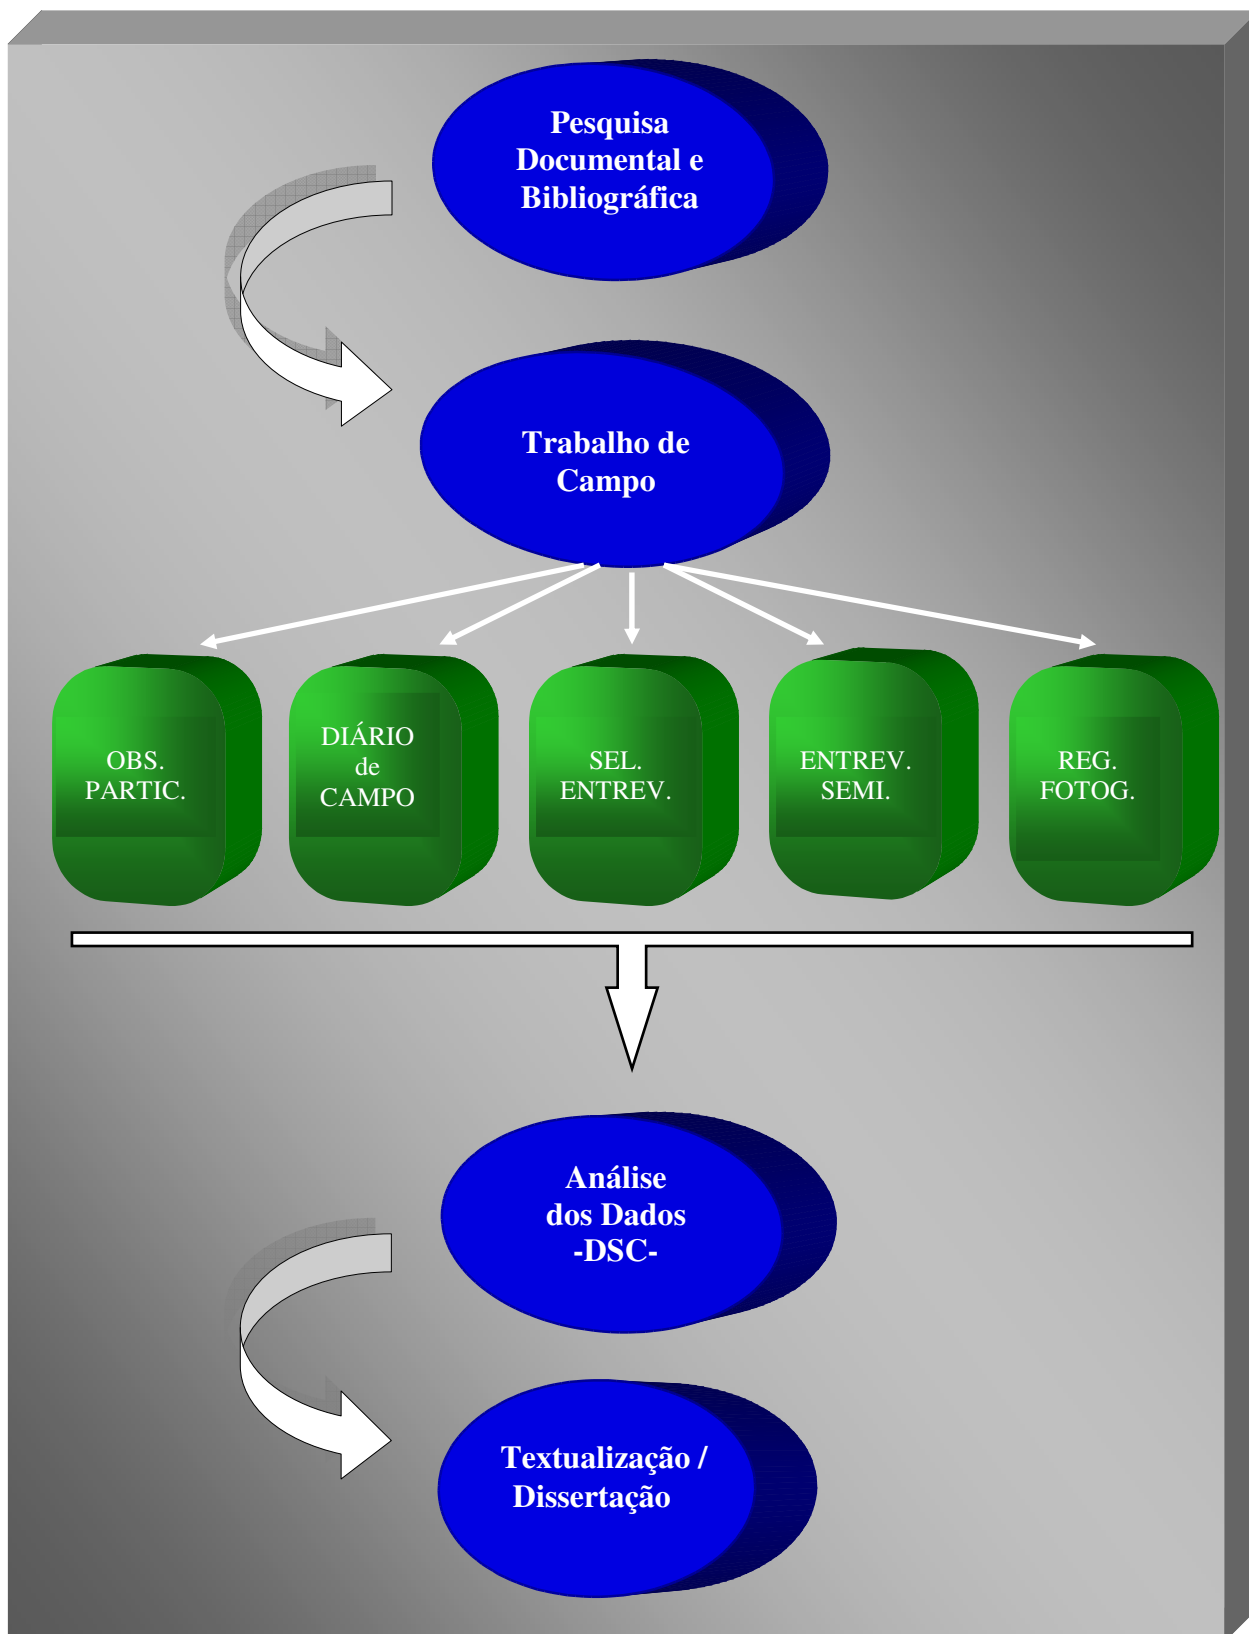 Pesquisa
Documental e
Bibliográfica
Trabalho de
Campo
OBS.
PARTIC.
DIÁRIO
de
CAMPO
SEL.
ENTREV.
ENTREV.
SEMI.
REG.
FOTOG.
Análise
dos Dados
-DSC-
Textualização /
Dissertação